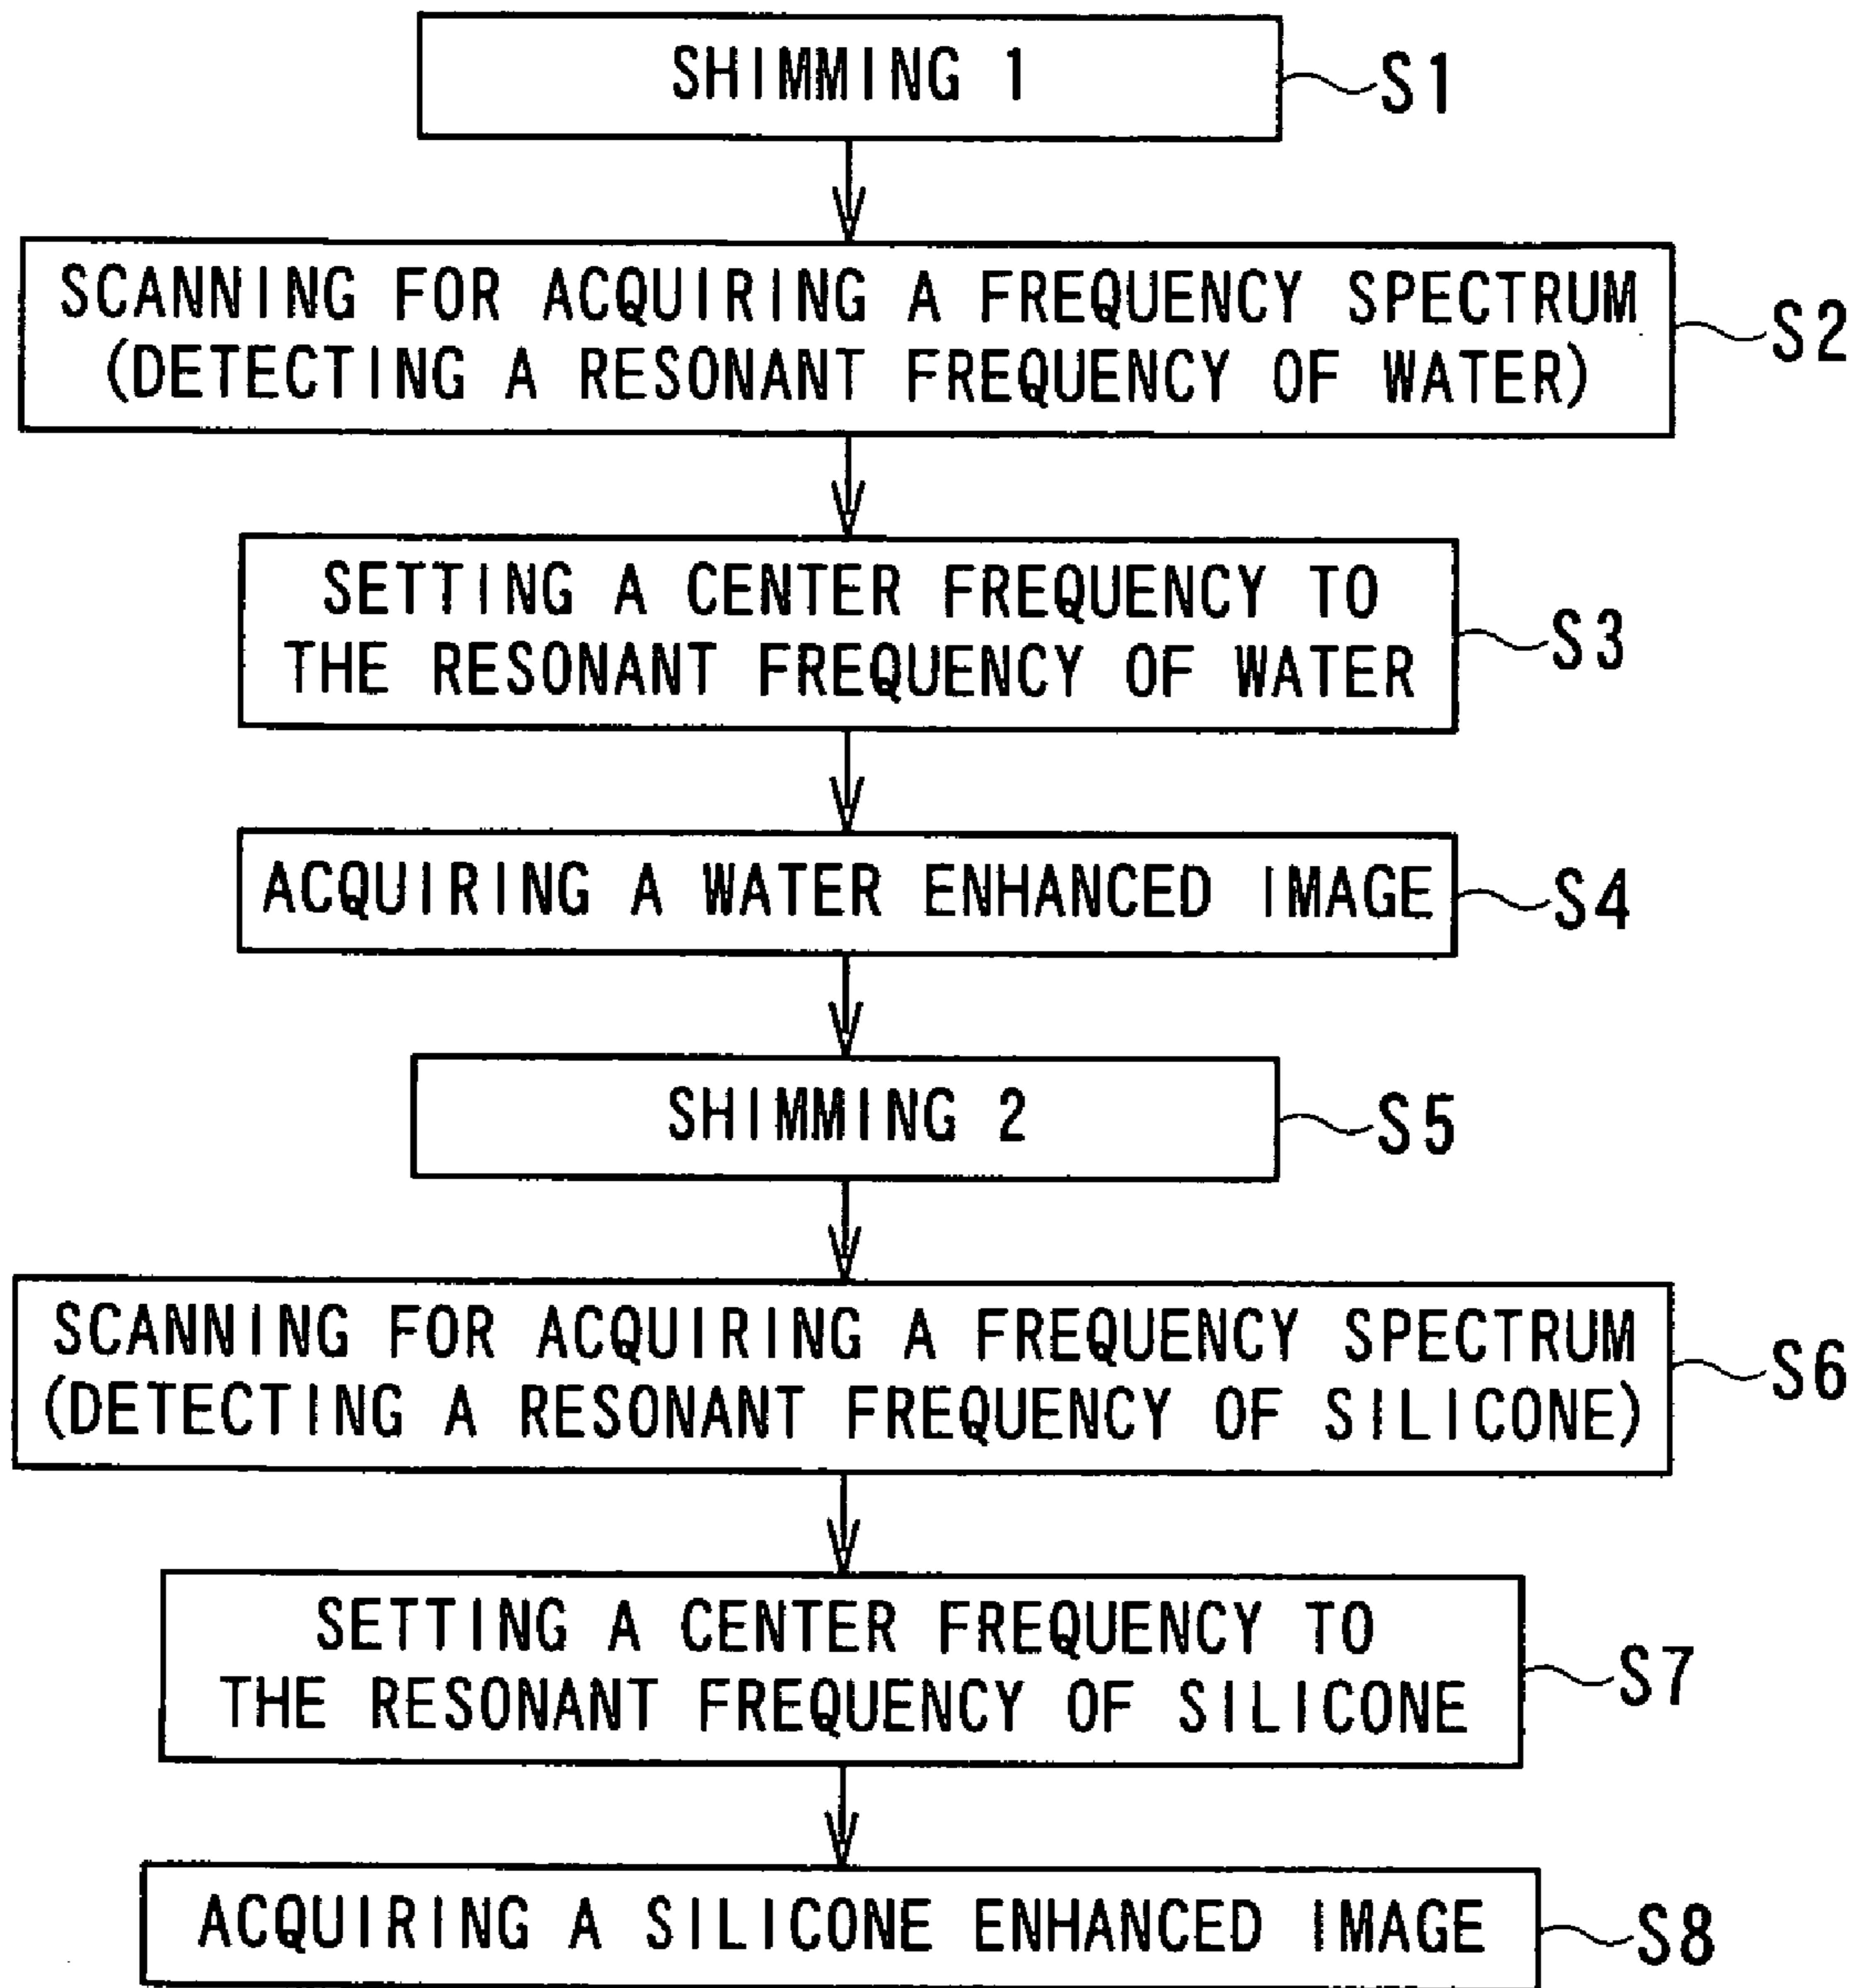 SHIMMING 1
S1
SCANNING FOR ACQUIRING A FREQUENCY SPECTRUM
(DETECTING A RESONANT FREQUENCY OF WATER)
S2
SETTING A CENTER FREQUENCY TO
THE RESONANT FREQUENCY OF WATER
S3
ACQUIRING A WATER ENHANCED IMAGE
S4
SHIMMING 2
S5
SCANNING FOR ACQUIRING A FREQUENCY SPECTRUM
(DETECTING A RESONANT FREQUENCY OF SILICONE)
S6
SETTING A CENTER FREQUENCY TO
THE RESONANT FREQUENCY OF SILICONE
S7
ACQUIRING A SILICONE ENHANCED IMAGE
S8